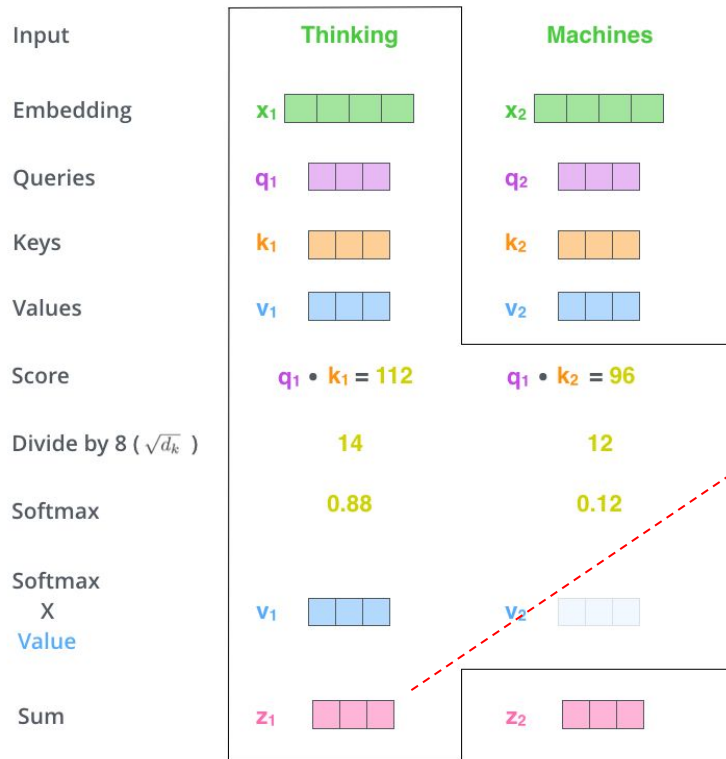 Input Thinking Machines
Embedding x₁ x₂
Queries q₁ q₂
Keys k₁ k₂
Values v₁ v₂
Score q₁ • k₁ = 112 q₁ • k₂ = 96
Divide by 8 ( √dₖ ) 14 12
Softmax 0.88 0.12
Softmax
X
Value v₁ v₂
Sum z₁ z₂